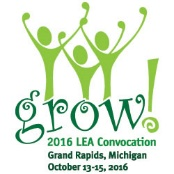 grow!
2016 LEA Convocation
Grand Rapids, Michigan
October 13-15, 2016